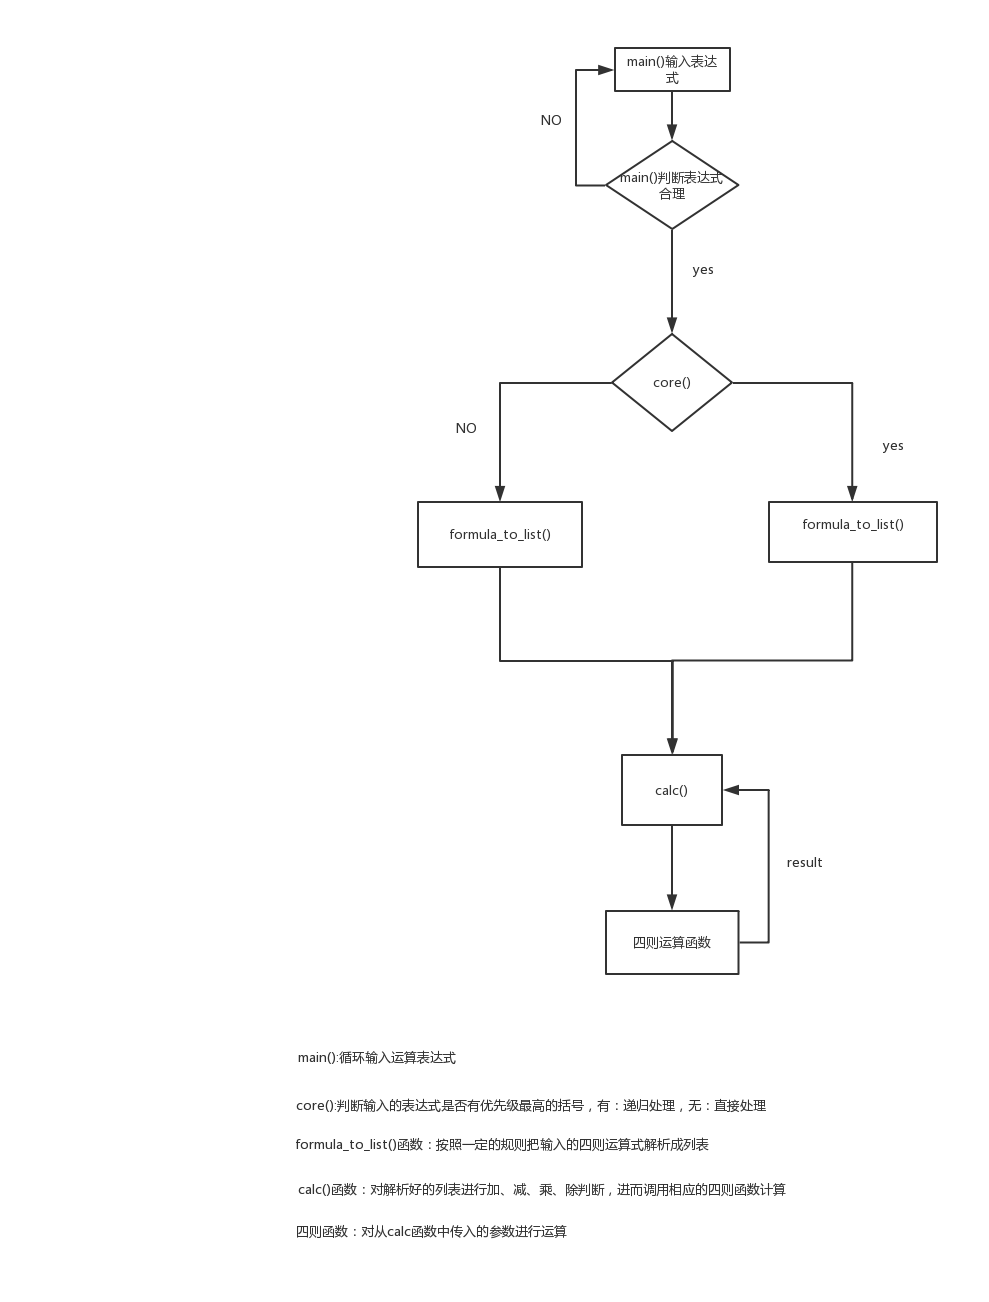 main()输入表达
式
NO
main()判断表达式
合理
yes
core()
NO
yes
formula_to_list()
formula_to_list()
calc()
result
四则运算函数
main():循环输入运算表达式
core():判断输入的表达式是否有优先级最高的括号，有：递归处理，无：直接处理
formula_to_list()函数：按照一定的规则把输入的四则运算式解析成列表
calc()函数：对解析好的列表进行加、减、乘、除判断，进而调用相应的四则函数计算
四则函数：对从calc函数中传入的参数进行运算